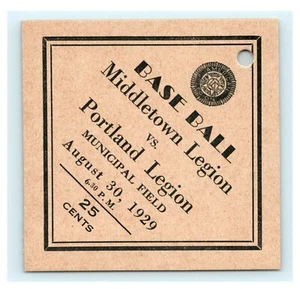 BASE BALL
Middletown Legion
vs.
Portland Legion
MUNICIPAL FIELD
August 30, 1929
6:30 P.M.
25
CENTS